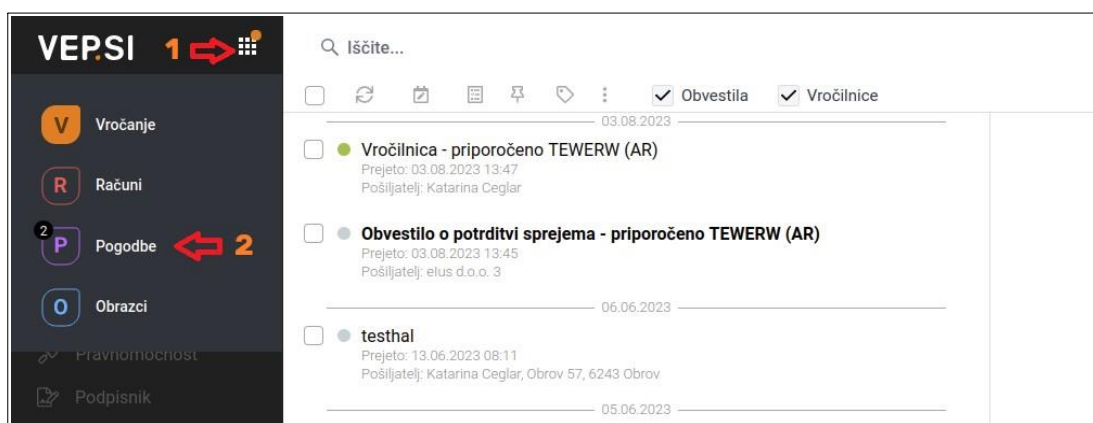 VEP.SI 1
Vročanje
R Računi
2
P Pogodbe 2
O Obrazci
Pravnomočnost
Podpisnik
V
Iščite...
Obvestila Vročilnice
03.08.2023
Vročilnica - priporočeno TEWERW (AR)
Prejeto: 03.08.2023 13:47
Pošiljatelj: Katarina Ceglar
Obvestilo o potrditvi sprejema - priporočeno TEWERW (AR)
Prejeto: 03.08.2023 13:45
Pošiljatelj: elus d.o.o. 3
06.06.2023
testhal
Prejeto: 13.06.2023 08:11
Pošiljatelj: Katarina Ceglar, Obrov 57, 6243 Obrov
05.06.2023